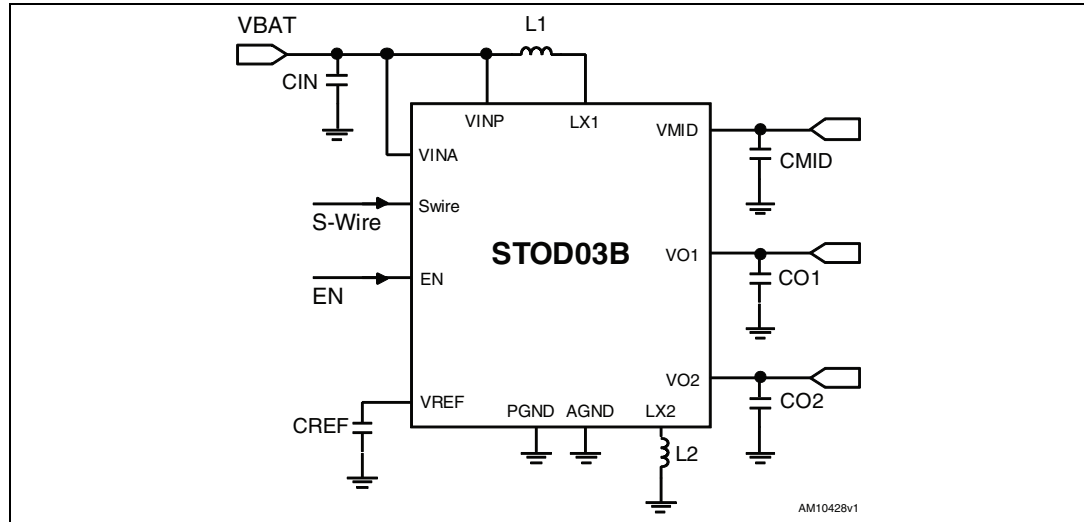 VBAT
L1
CIN
VINP
LX1
VMID
CMID
VINA
Swire
S-Wire
STOD03B
VO1
CO1
EN
EN
VO2
CO2
VREF
CREF
PGND
AGND
LX2
L2
AM10428v1